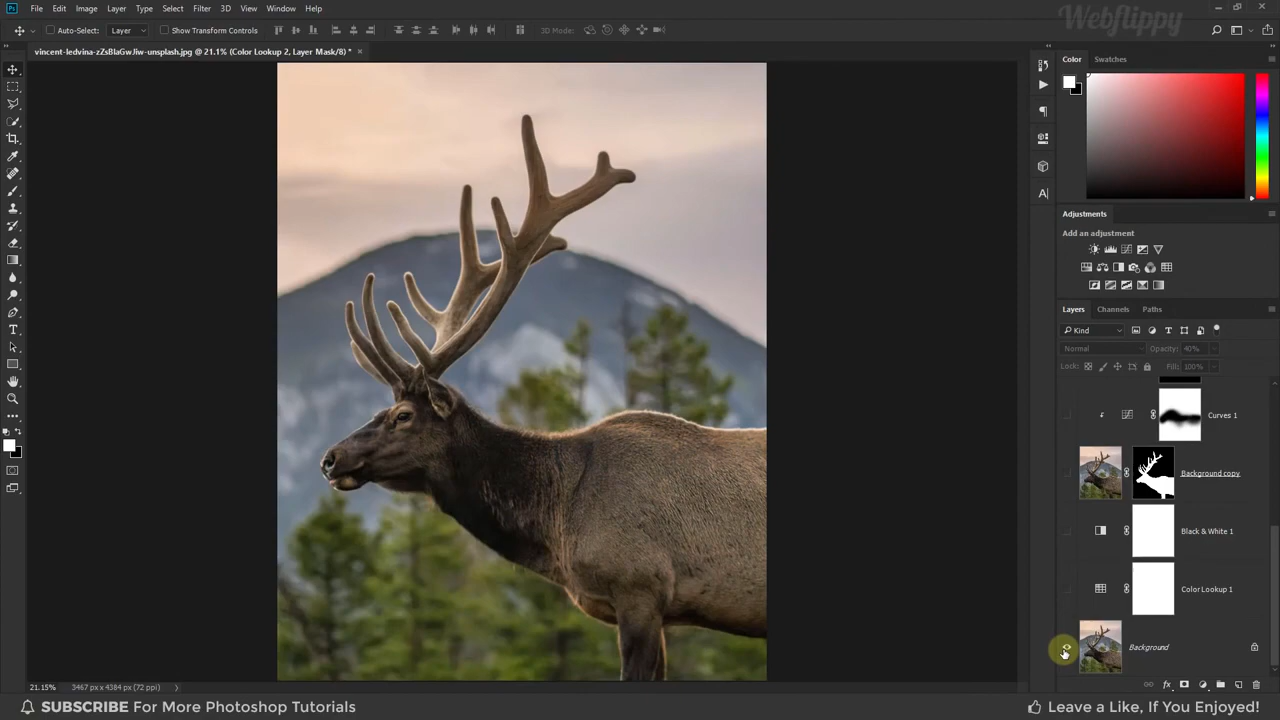 Ps File Edit Image Layer Type Select Filter 3D View Window Help
Webflippy
Auto-Select: Layer Show Transform Controls 3D Mode:
vincent-ledvina-zZsBlaGwJiw-unsplash.jpg @ 21.1% (Color Lookup 2, Layer Mask/8) *
Color Swatches
Adjustments
Add an adjustment
Layers Channels Paths
Kind
Normal Opacity: 40%
Lock: Fill: 100%
Curves 1
Background copy
Black & White 1
Color Lookup 1
Background
21.15% 3467 px x 4384 px (72 ppi)
SUBSCRIBE For More Photoshop Tutorials
Leave a Like, If You Enjoyed!